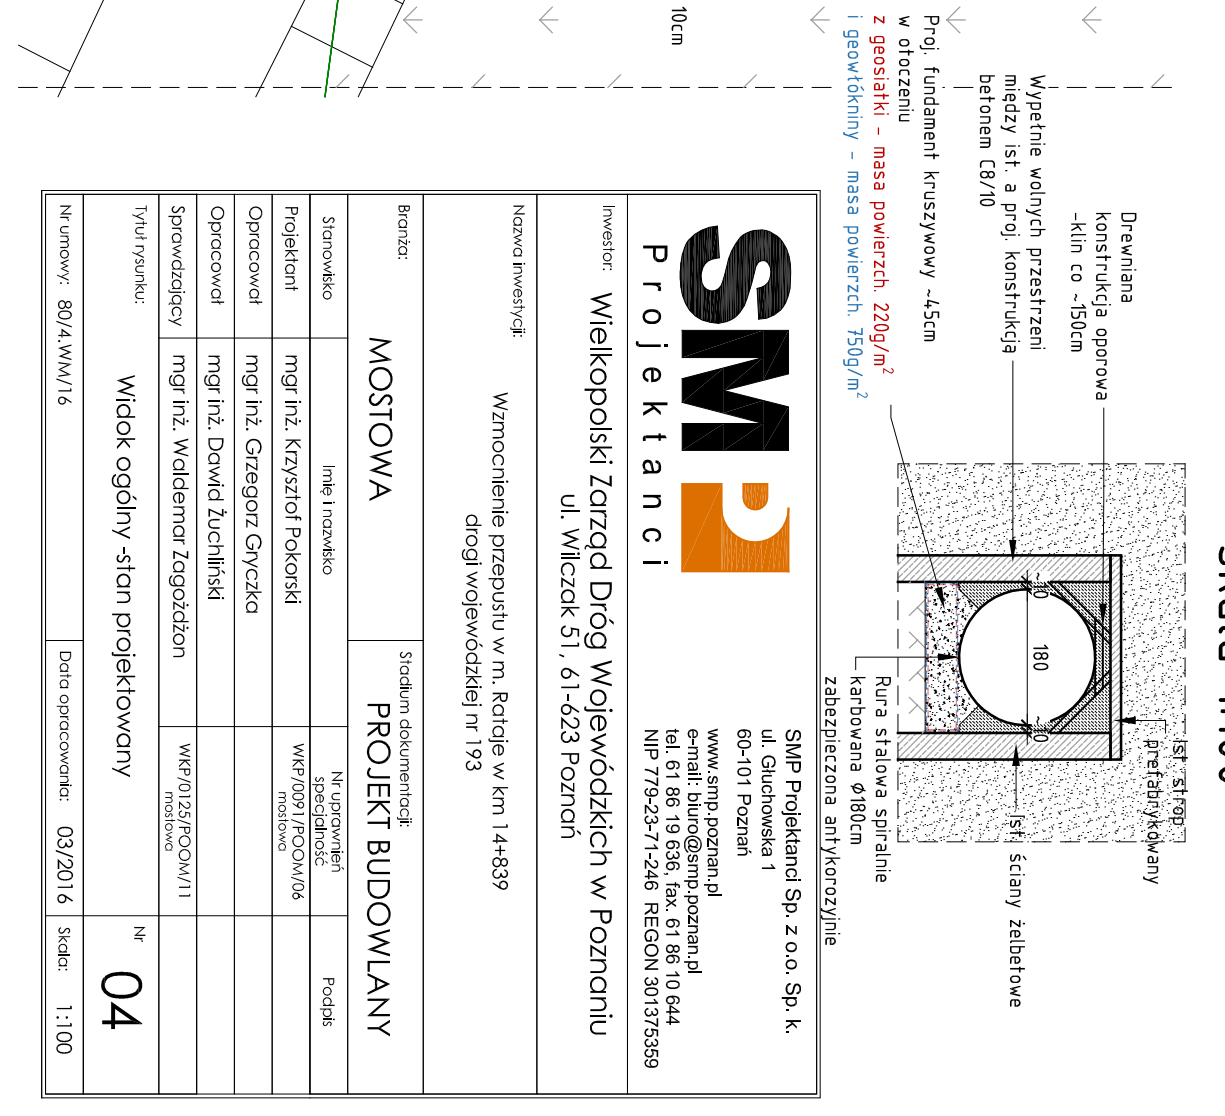 10cm
Drewniana
konstrukcja oporowa
-klin co ~150cm
Wypełnie wolnych przestrzeni
między ist. a proj. konstrukcją
betonem C8/10
Proj. fundament kruszywowy ~45cm
w otoczeniu
z geosiatki - masa powierzch. 220g/m²
i geowłókniny - masa powierzch. 750g/m²
Ist. strop
prefabrykowany
~10
180
~10
Ist. ściany żelbetowe
Rura stalowa spiralnie
karbowana Ø180cm
zabezpieczona antykorozyjnie
SMP
Projektanci
SMP Projektanci Sp. z o.o. Sp. k.
ul. Głuchowska 1
60-101 Poznań
www.smp.poznan.pl
e-mail: biuro@smp.poznan.pl
tel. 61 86 19 636, fax. 61 86 10 644
NIP 779-23-71-246 REGON 301375359
Inwestor: Wielkopolski Zarząd Dróg Wojewódzkich w Poznaniu
ul. Wilczak 51, 61-623 Poznań
Nazwa inwestycji:
Wzmocnienie przepustu w m. Rataje w km 14+839
drogi wojewódzkiej nr 193
Branża: Stadium dokumentacji:
MOSTOWA PROJEKT BUDOWLANY
Stanowisko Imię i nazwisko Nr uprawnień specjalność Podpis
Projektant mgr inż. Krzysztof Pokorski WKP/0091/POOM/06 mostowa
Opracował mgr inż. Grzegorz Gryczka
Opracował mgr inż. Dawid Żuchliński
Sprawdzający mgr inż. Waldemar Zagożdżon WKP/0125/POOM/11 mostowa
Tytuł rysunku: Nr
Widok ogólny -stan projektowany 04
Nr umowy: 80/4.WM/16 Data opracowania: 03/2016 Skala: 1:100